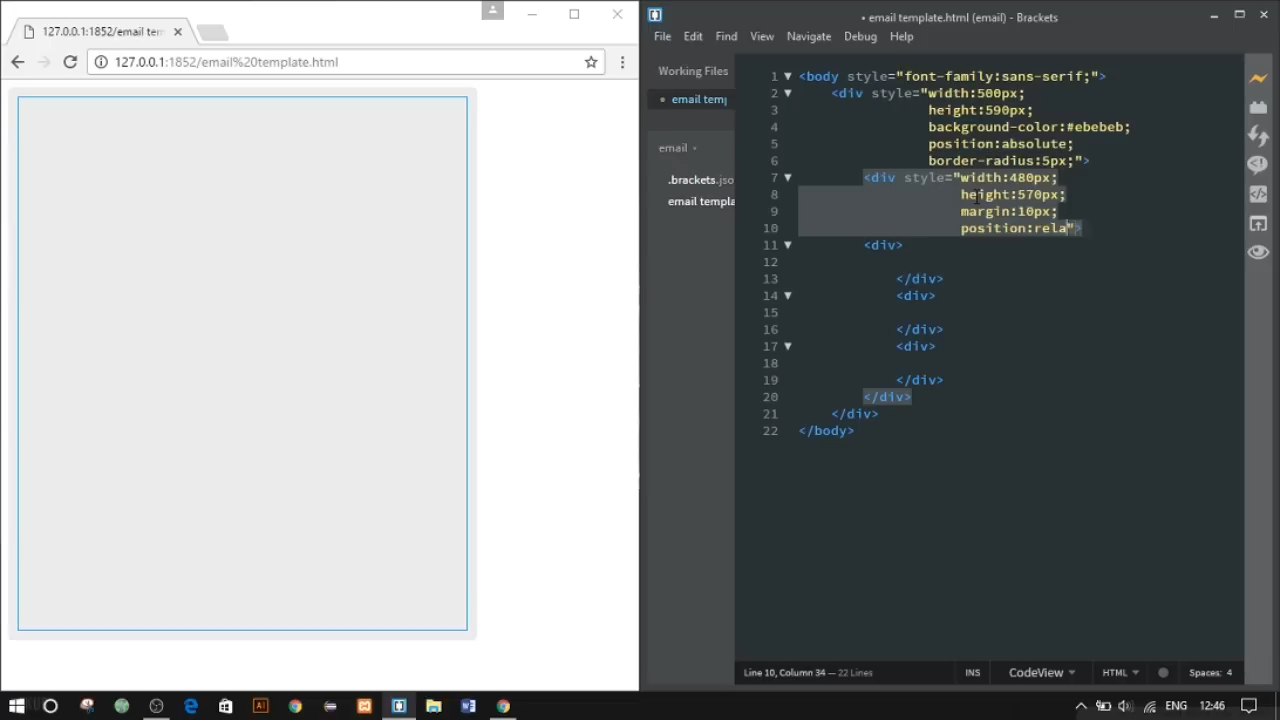 127.0.0.1:1852/email tem
127.0.0.1:1852/email%20template.html
• email template.html (email) - Brackets
File Edit Find View Navigate Debug Help
Working Files
• email temp
email
.brackets.jso
email templa
1 <body style="font-family:sans-serif;">
2 <div style="width:500px;
3 height:590px;
4 background-color:#ebebeb;
5 position:absolute;
6 border-radius:5px;">
7 <div style="width:480px;
8 height:570px;
9 margin:10px;
10 position:rela">
11 <div>
12
13 </div>
14 <div>
15
16 </div>
17 <div>
18
19 </div>
20 </div>
21 </div>
22 </body>
Line 10, Column 34 — 22 Lines
INS
CodeView
HTML
Spaces: 4
ENG
12:46